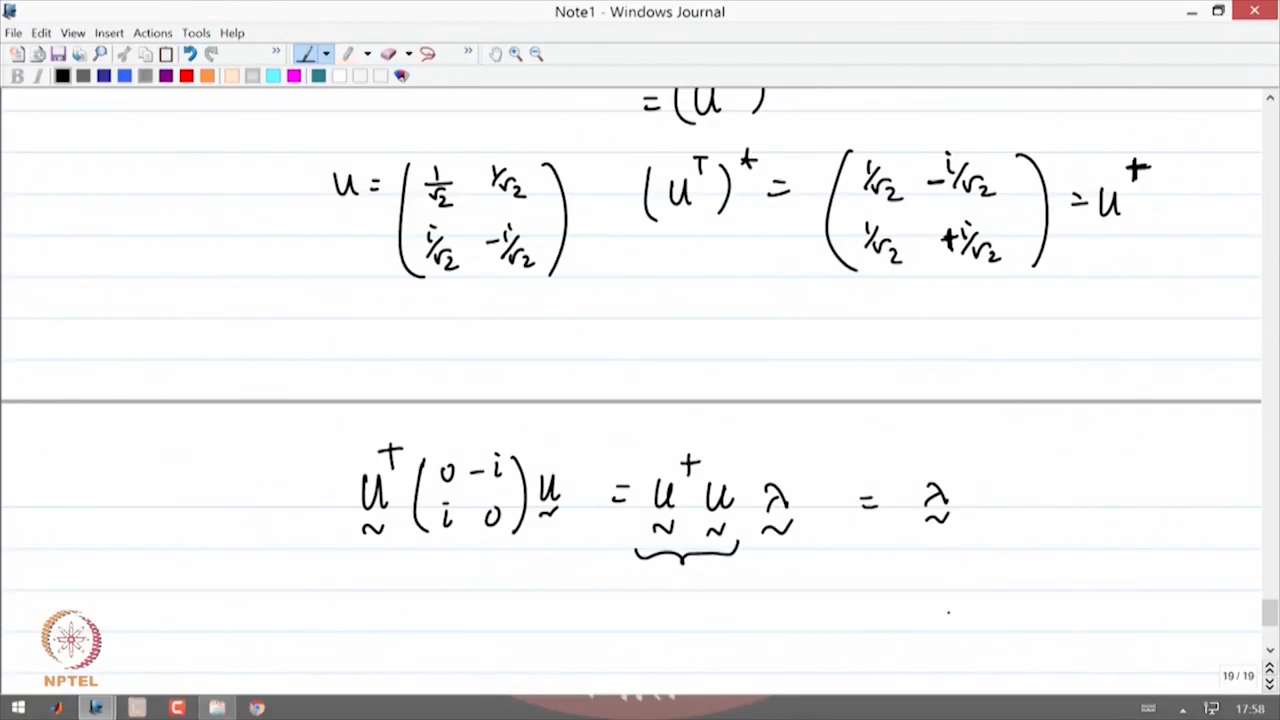 Note1 - Windows Journal
File Edit View Insert Actions Tools Help
= (U )
U = ( 1/√2 1/√2 ; i/√2 -i/√2 ) (U^T)^* = ( 1/√2 -i/√2 ; 1/√2 +i/√2 ) = U^†
U^† ( 0 -i ; i 0 ) U = U^† U λ = λ
NPTEL
19 / 19
17:58